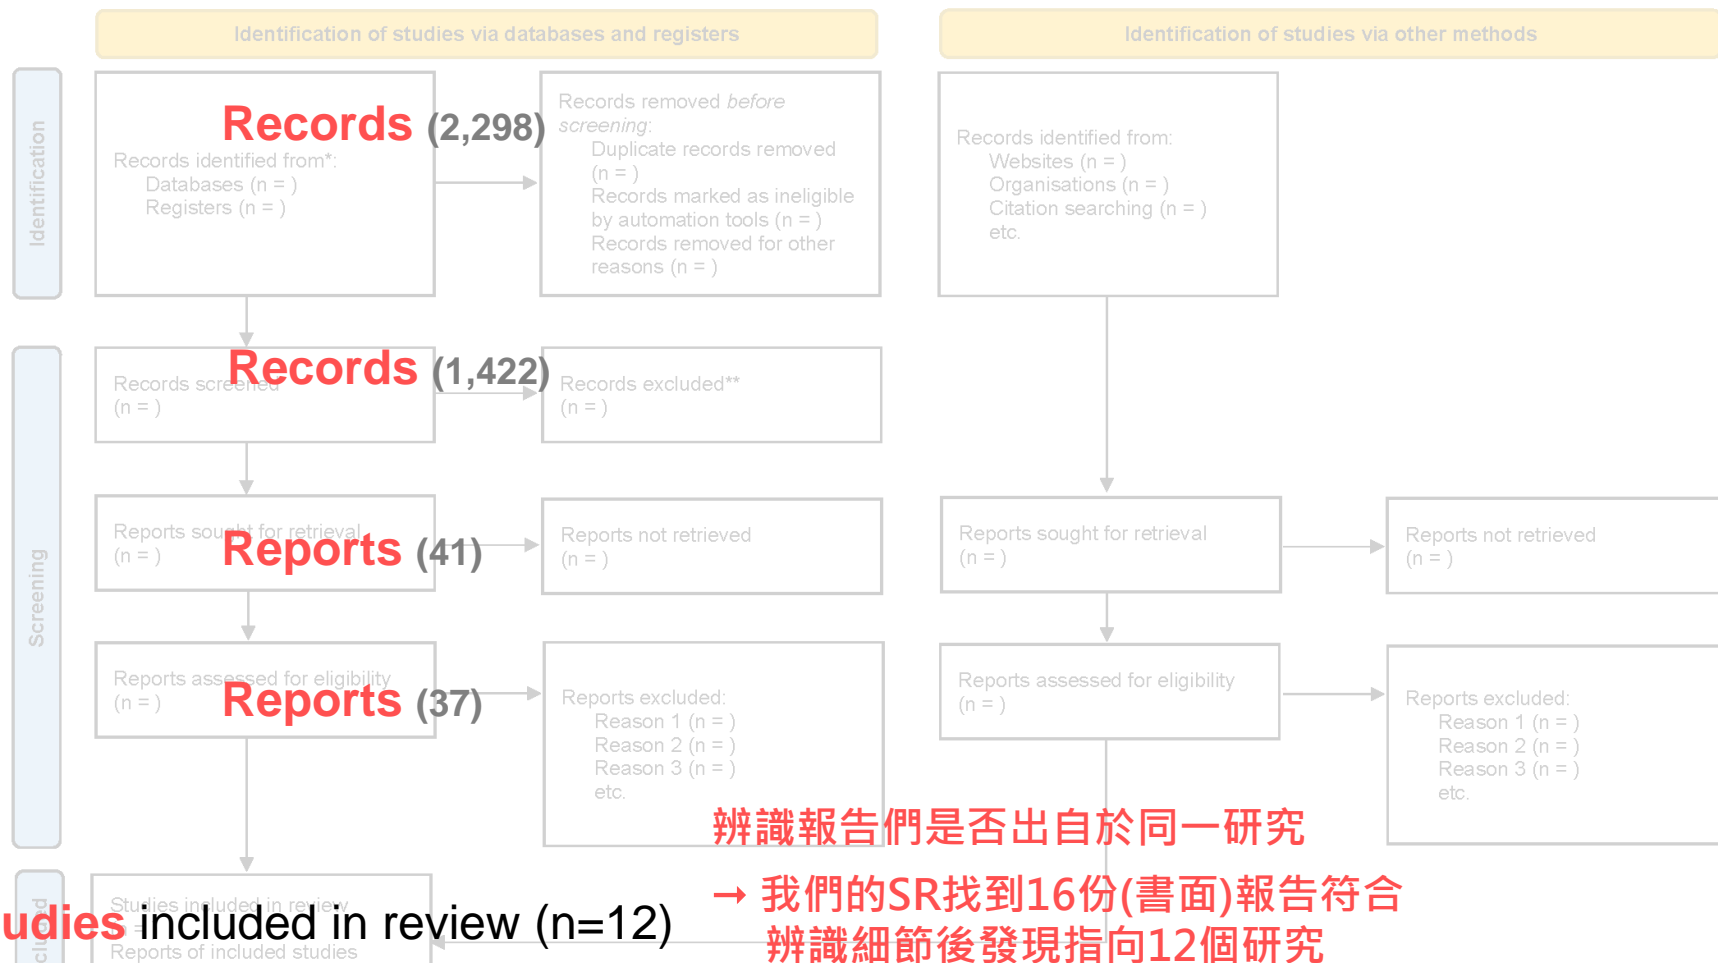 Identification of studies via databases and registers
Identification of studies via other methods
Identification
Records (2,298)
Records identified from*:
Databases (n = )
Registers (n = )
Records removed before
screening:
Duplicate records removed
(n = )
Records marked as ineligible
by automation tools (n = )
Records removed for other
reasons (n = )
Records identified from:
Websites (n = )
Organisations (n = )
Citation searching (n = )
etc.
Screening
Records (1,422)
Records screened
(n = )
Records excluded**
(n = )
Reports sought for retrieval
(n = )
Reports (41)
Reports not retrieved
(n = )
Reports sought for retrieval
(n = )
Reports not retrieved
(n = )
Reports assessed for eligibility
(n = )
Reports (37)
Reports excluded:
Reason 1 (n = )
Reason 2 (n = )
Reason 3 (n = )
etc.
Reports assessed for eligibility
(n = )
Reports excluded:
Reason 1 (n = )
Reason 2 (n = )
Reason 3 (n = )
etc.
辨識報告們是否出自於同一研究
→ 我們的SR找到16份(書面)報告符合
辨識細節後發現指向12個研究
Studies included in review
udies included in review (n=12)
Reports of included studies